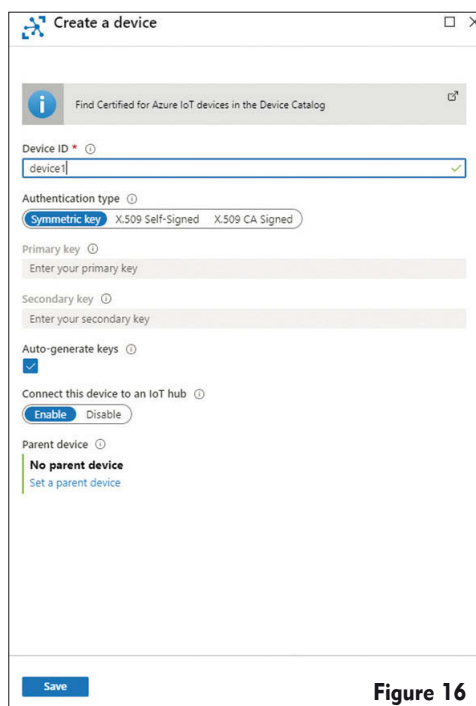 Create a device
Find Certified for Azure IoT devices in the Device Catalog
Device ID *
device1
Authentication type
Symmetric key X.509 Self-Signed X.509 CA Signed
Primary key
Enter your primary key
Secondary key
Enter your secondary key
Auto-generate keys
Connect this device to an IoT hub
Enable Disable
Parent device
No parent device
Set a parent device
Save
Figure 16